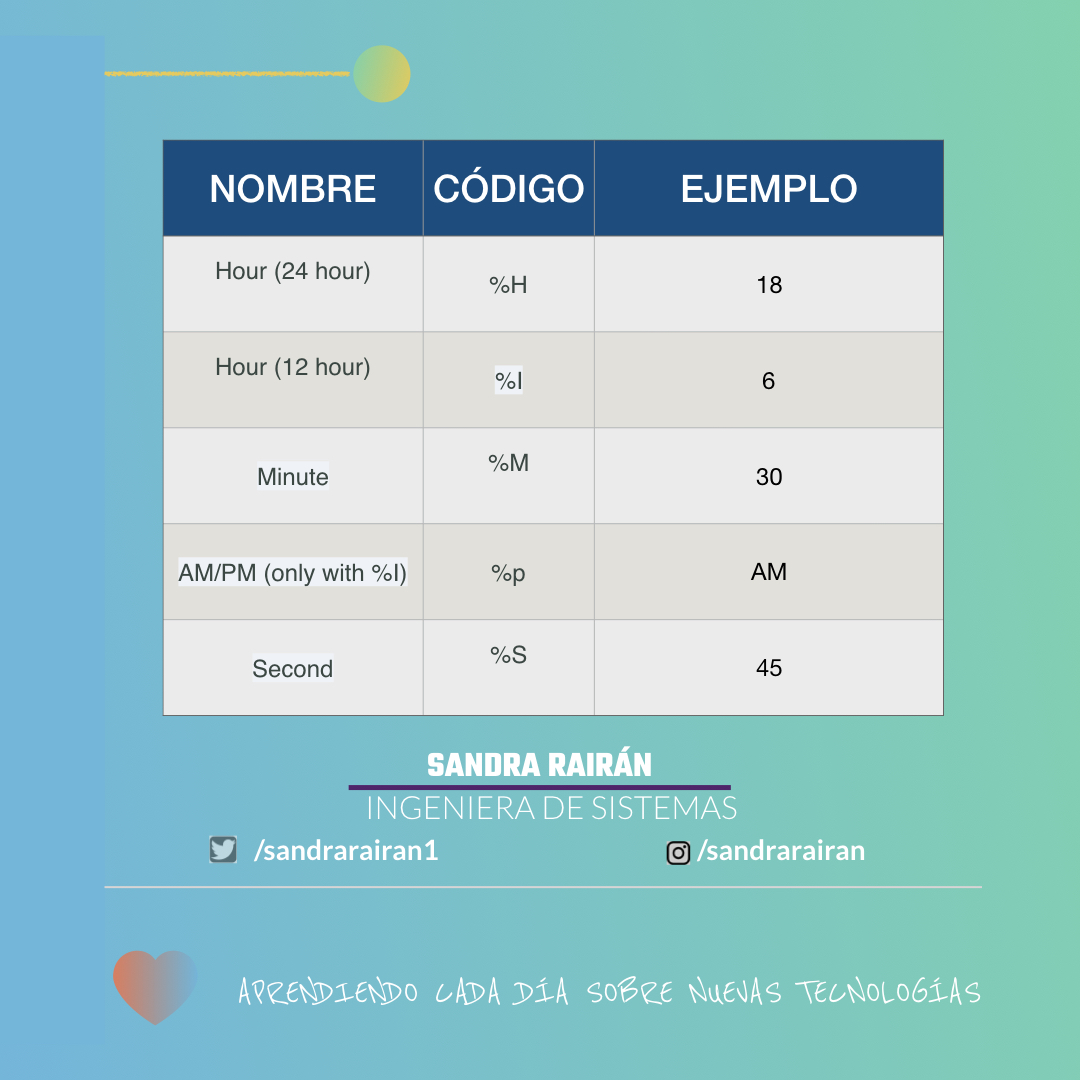 NOMBRE CÓDIGO EJEMPLO
Hour (24 hour) %H 18
Hour (12 hour) %I 6
Minute %M 30
AM/PM (only with %I) %p AM
Second %S 45
SANDRA RAIRÁN
INGENIERA DE SISTEMAS
/sandrarairan1 /sandrarairan
APRENDIENDO CADA DÍA SOBRE NUEVAS TECNOLOGÍAS